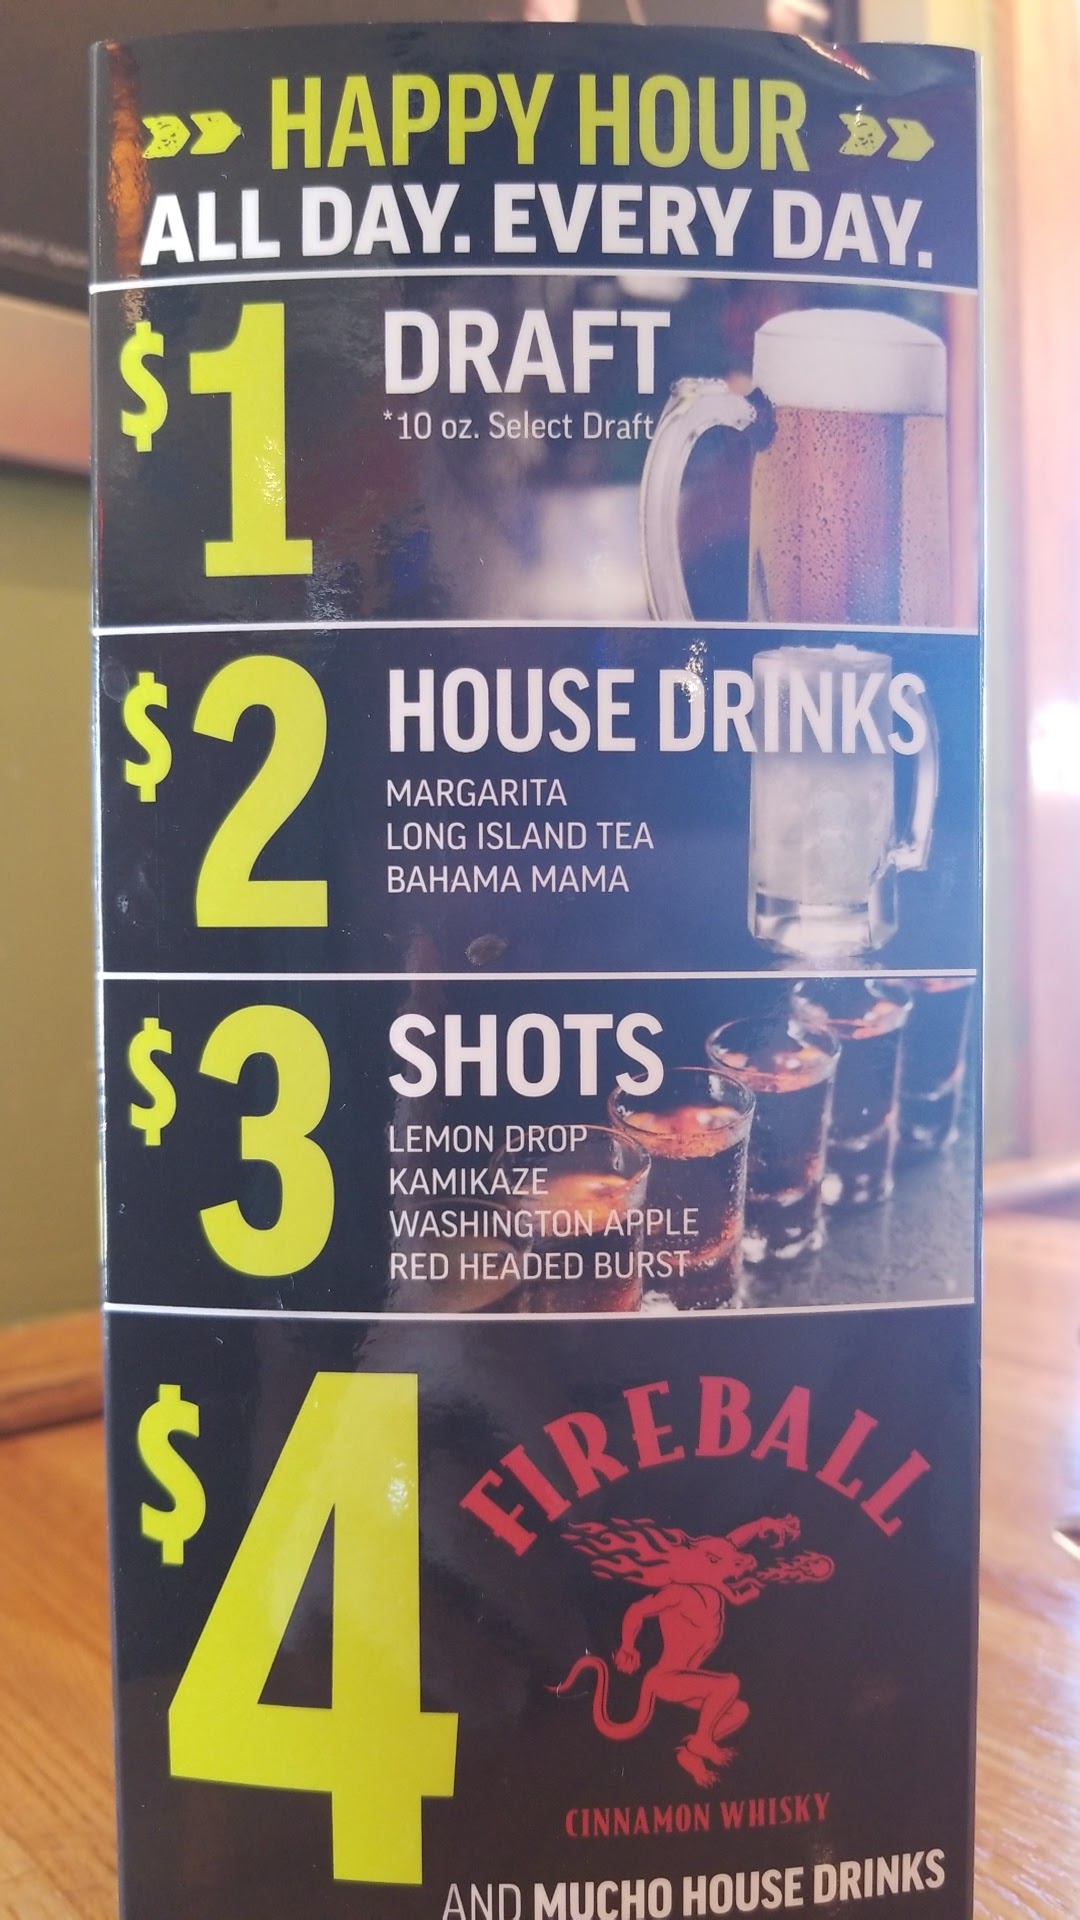 HAPPY HOUR
ALL DAY. EVERY DAY.
$1 DRAFT
*10 oz. Select Draft
$2 HOUSE DRINKS
MARGARITA
LONG ISLAND TEA
BAHAMA MAMA
$3 SHOTS
LEMON DROP
KAMIKAZE
WASHINGTON APPLE
RED HEADED BURST
$4 FIREBALL
CINNAMON WHISKY
AND MUCHO HOUSE DRINKS